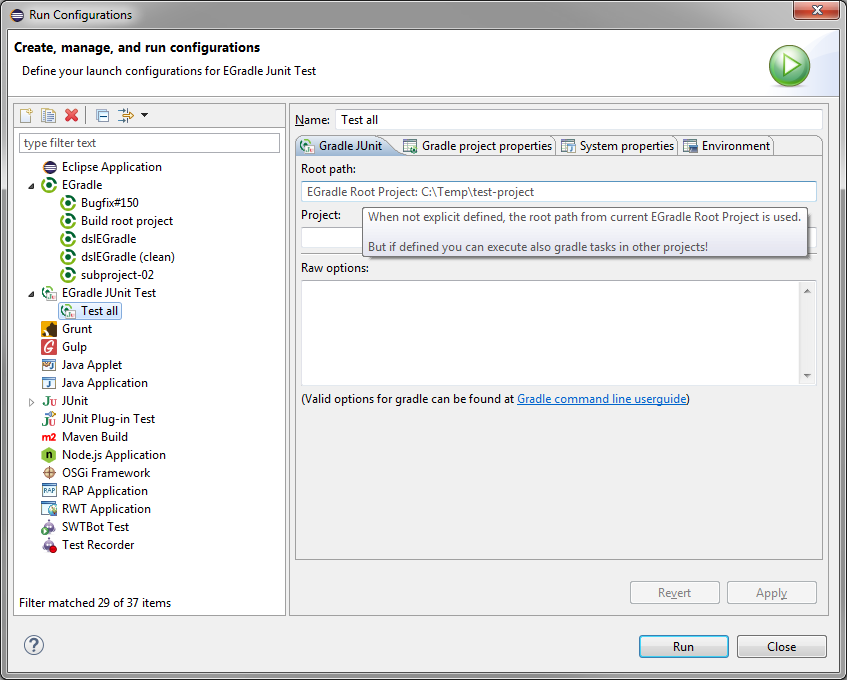 Run Configurations
Create, manage, and run configurations
Define your launch configurations for EGradle Junit Test
type filter text
Eclipse Application
EGradle
Bugfix#150
Build root project
dslEGradle
dslEGradle (clean)
subproject-02
EGradle JUnit Test
Test all
Grunt
Gulp
Java Applet
Java Application
JUnit
JUnit Plug-in Test
Maven Build
Node.js Application
OSGi Framework
RAP Application
RWT Application
SWTBot Test
Test Recorder
Filter matched 29 of 37 items
Name: Test all
Gradle JUnit Gradle project properties System properties Environment
Root path:
EGradle Root Project: C:\Temp\test-project
Project:
When not explicit defined, the root path from current EGradle Root Project is used.
But if defined you can execute also gradle tasks in other projects!
Raw options:
(Valid options for gradle can be found at Gradle command line userguide)
Revert Apply
Run Close